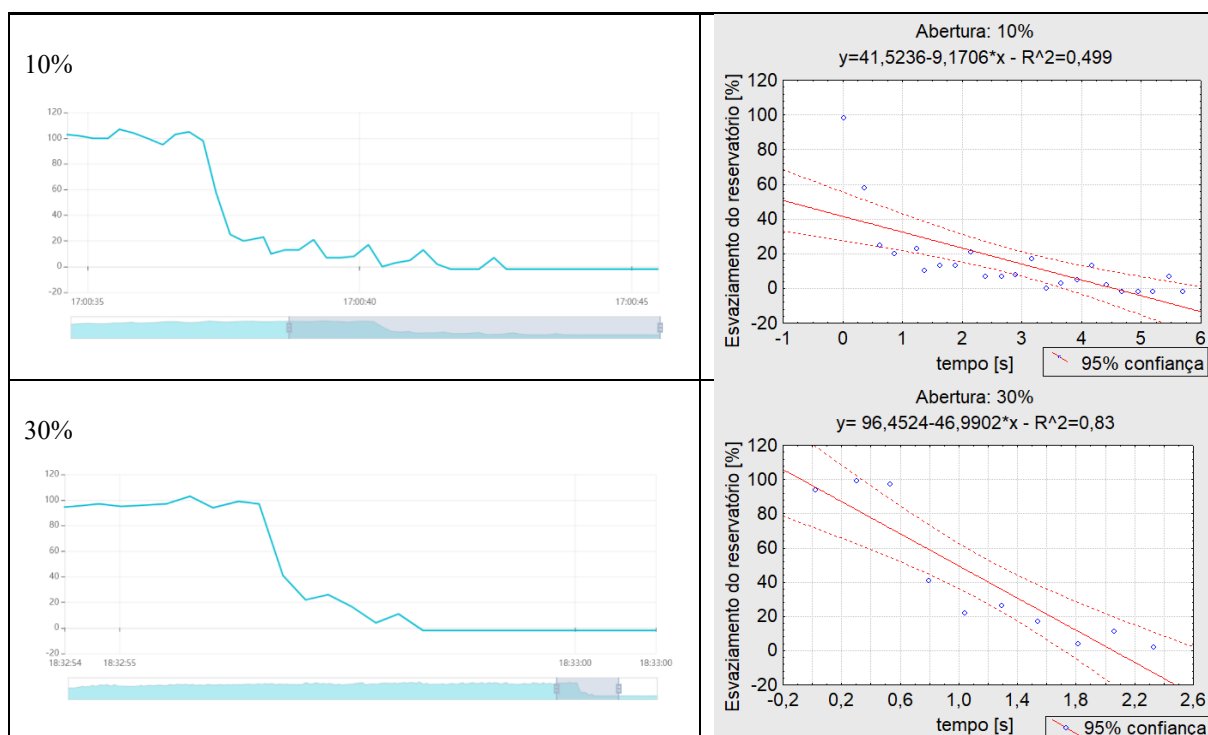 10%
120
100
80
60
40
20
0
-20
17:00:35
17:00:40
17:00:45
Abertura: 10%
y=41,5236-9,1706*x - R^2=0,499
Esvaziamento do reservatório [%]
120
100
80
60
40
20
0
-20
-1 0 1 2 3 4 5 6
tempo [s]
95% confiança
30%
120
100
80
60
40
20
0
-20
18:32:54 18:32:55 18:33:00 18:33:00
Abertura: 30%
y= 96,4524-46,9902*x - R^2=0,83
Esvaziamento do reservatório [%]
120
100
80
60
40
20
0
-20
-0,2 0,2 0,6 1,0 1,4 1,8 2,2 2,6
tempo [s]
95% confiança